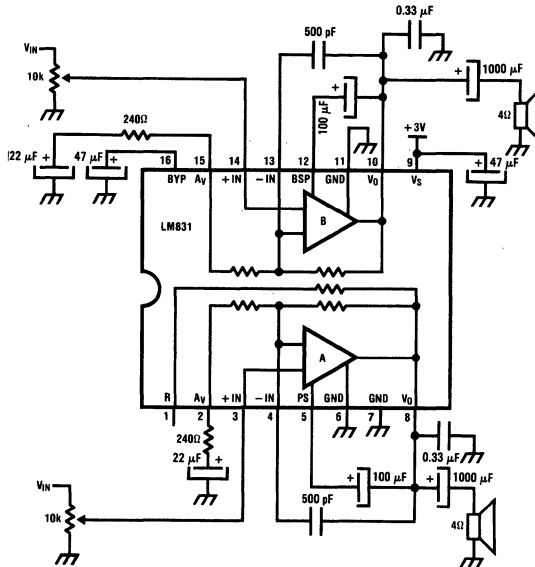 0.33 µF
500 pF
VIN
10k
100 µF
1000 µF
4Ω
240Ω
+3V
22 µF
47 µF
47 µF
16 15 14 13 12 11 10 9
BYP AV +IN −IN BSP GND VO VS
LM831
B
A
R AV +IN −IN PS GND GND VO
1 2 3 4 5 6 7 8
240Ω
22 µF
0.33 µF
VIN
10k
100 µF
1000 µF
500 pF
4Ω